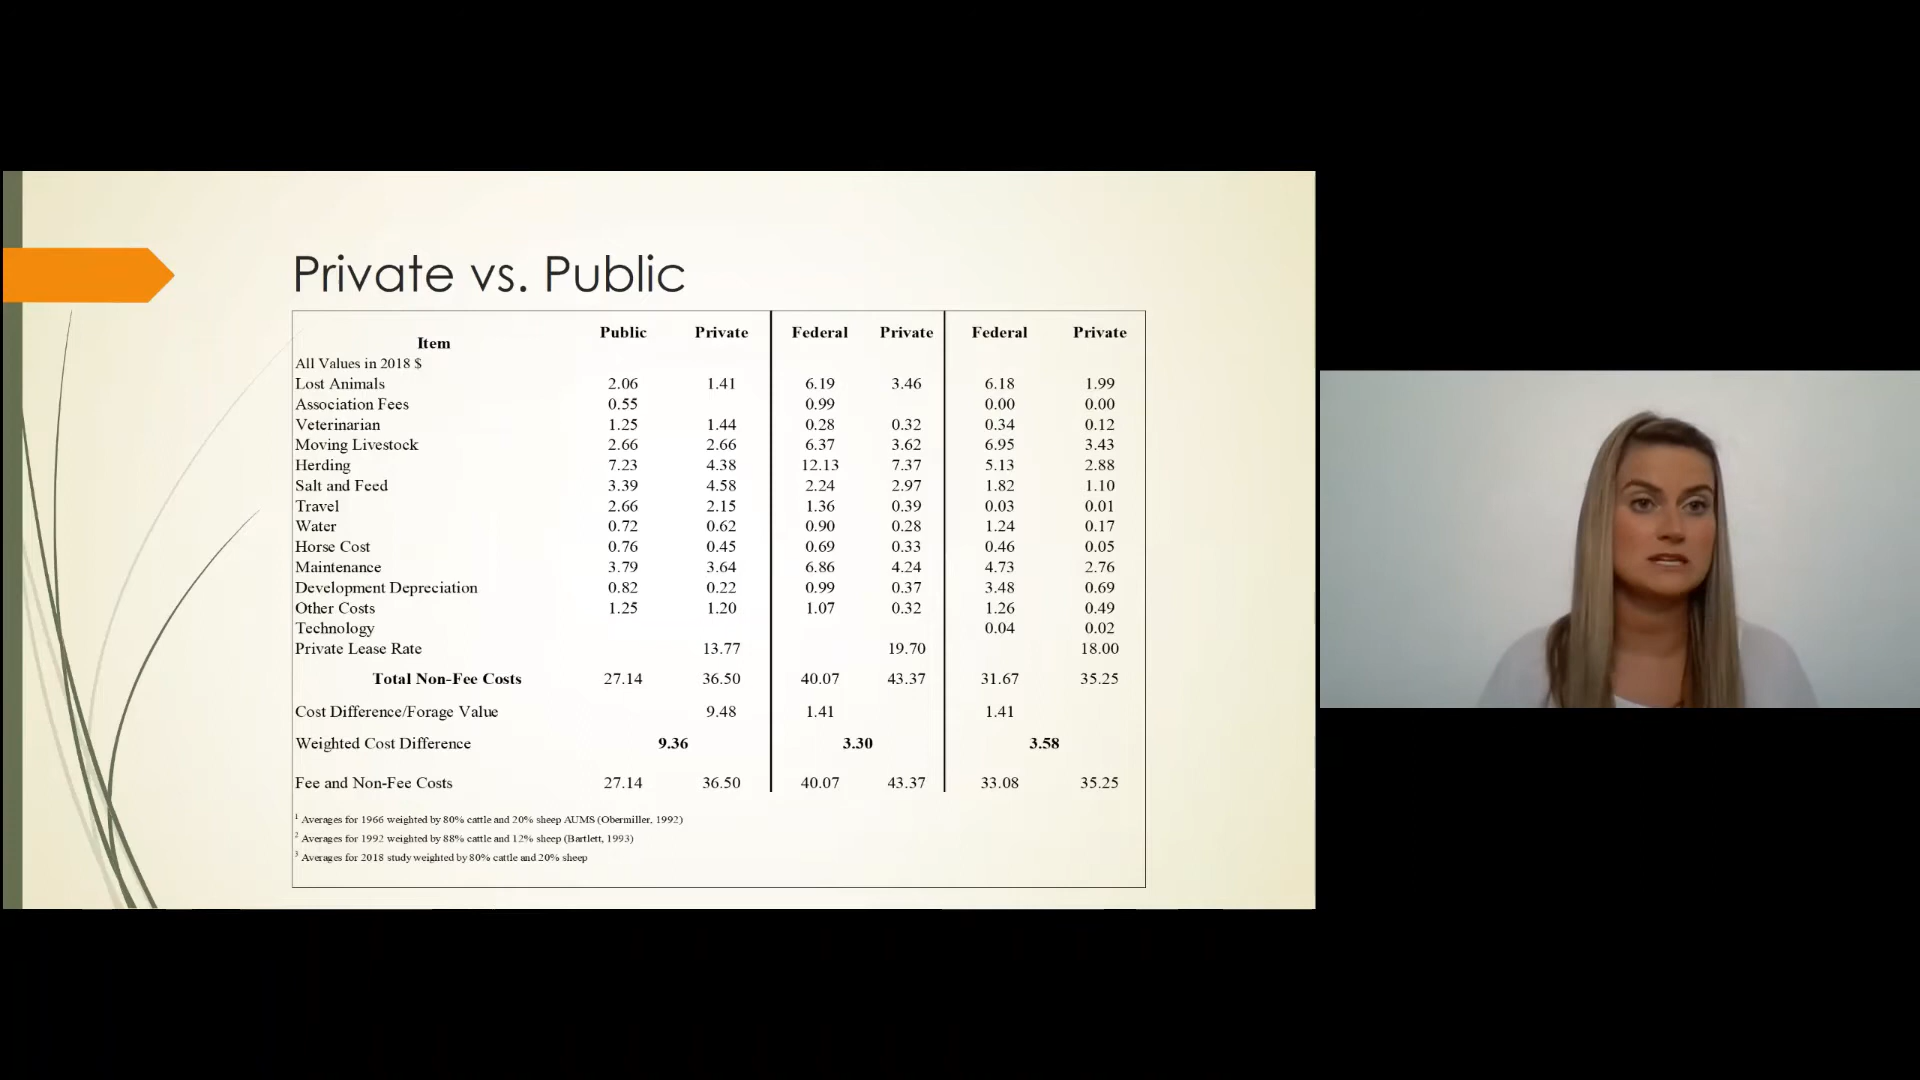 Private vs. Public
Public Private Federal Private Federal Private
Item
All Values in 2018 $
Lost Animals 2.06 1.41 6.19 3.46 6.18 1.99
Association Fees 0.55 0.99 0.00 0.00
Veterinarian 1.25 1.44 0.28 0.32 0.34 0.12
Moving Livestock 2.66 2.66 6.37 3.62 6.95 3.43
Herding 7.23 4.38 12.13 7.37 5.13 2.88
Salt and Feed 3.39 4.58 2.24 2.97 1.82 1.10
Travel 2.66 2.15 1.36 0.39 0.03 0.01
Water 0.72 0.62 0.90 0.28 1.24 0.17
Horse Cost 0.76 0.45 0.69 0.33 0.46 0.05
Maintenance 3.79 3.64 6.86 4.24 4.73 2.76
Development Depreciation 0.82 0.22 0.99 0.37 3.48 0.69
Other Costs 1.25 1.20 1.07 0.32 1.26 0.49
Technology 0.04 0.02
Private Lease Rate 13.77 19.70 18.00
Total Non-Fee Costs 27.14 36.50 40.07 43.37 31.67 35.25
Cost Difference/Forage Value 9.48 1.41 1.41
Weighted Cost Difference 9.36 3.30 3.58
Fee and Non-Fee Costs 27.14 36.50 40.07 43.37 33.08 35.25
1 Averages for 1966 weighted by 80% cattle and 20% sheep AUMS (Obermiller, 1992)
2 Averages for 1992 weighted by 88% cattle and 12% sheep (Bartlett, 1993)
3 Averages for 2018 study weighted by 80% cattle and 20% sheep